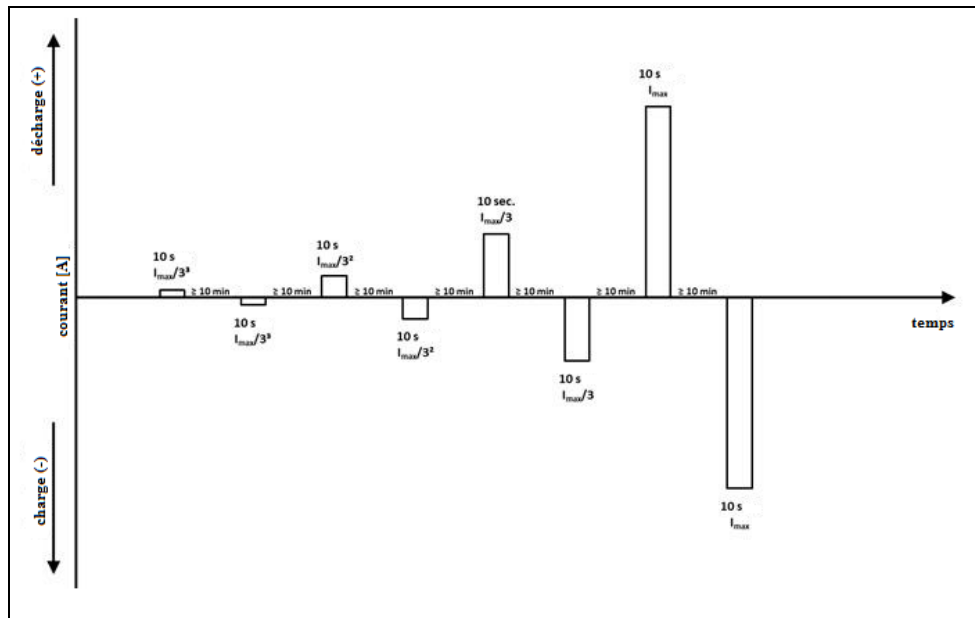 décharge (+)
courant [A]
charge (-)
10 s
Imax/3³
≥ 10 min
10 s
Imax/3³
≥ 10 min
10 s
Imax/3²
≥ 10 min
10 s
Imax/3²
≥ 10 min
10 sec.
Imax/3
≥ 10 min
10 s
Imax/3
≥ 10 min
10 s
Imax
≥ 10 min
10 s
Imax
temps